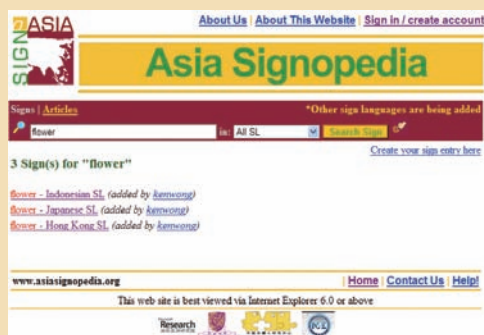 SIGN ASIA
About Us | About This Website | Sign in / create account
Asia Signopedia
Signs | Articles
*Other sign languages are being added
flower in: All SL Search Sign
Create your sign entry here
3 Sign(s) for "flower"
flower - Indonesian SL (added by kenwong)
flower - Japanese SL (added by kenwong)
flower - Hong Kong SL (added by kenwong)
www.asiasignopedia.org | Home | Contact Us | Help!
This web site is best viewed via Internet Explorer 6.0 or above
Research